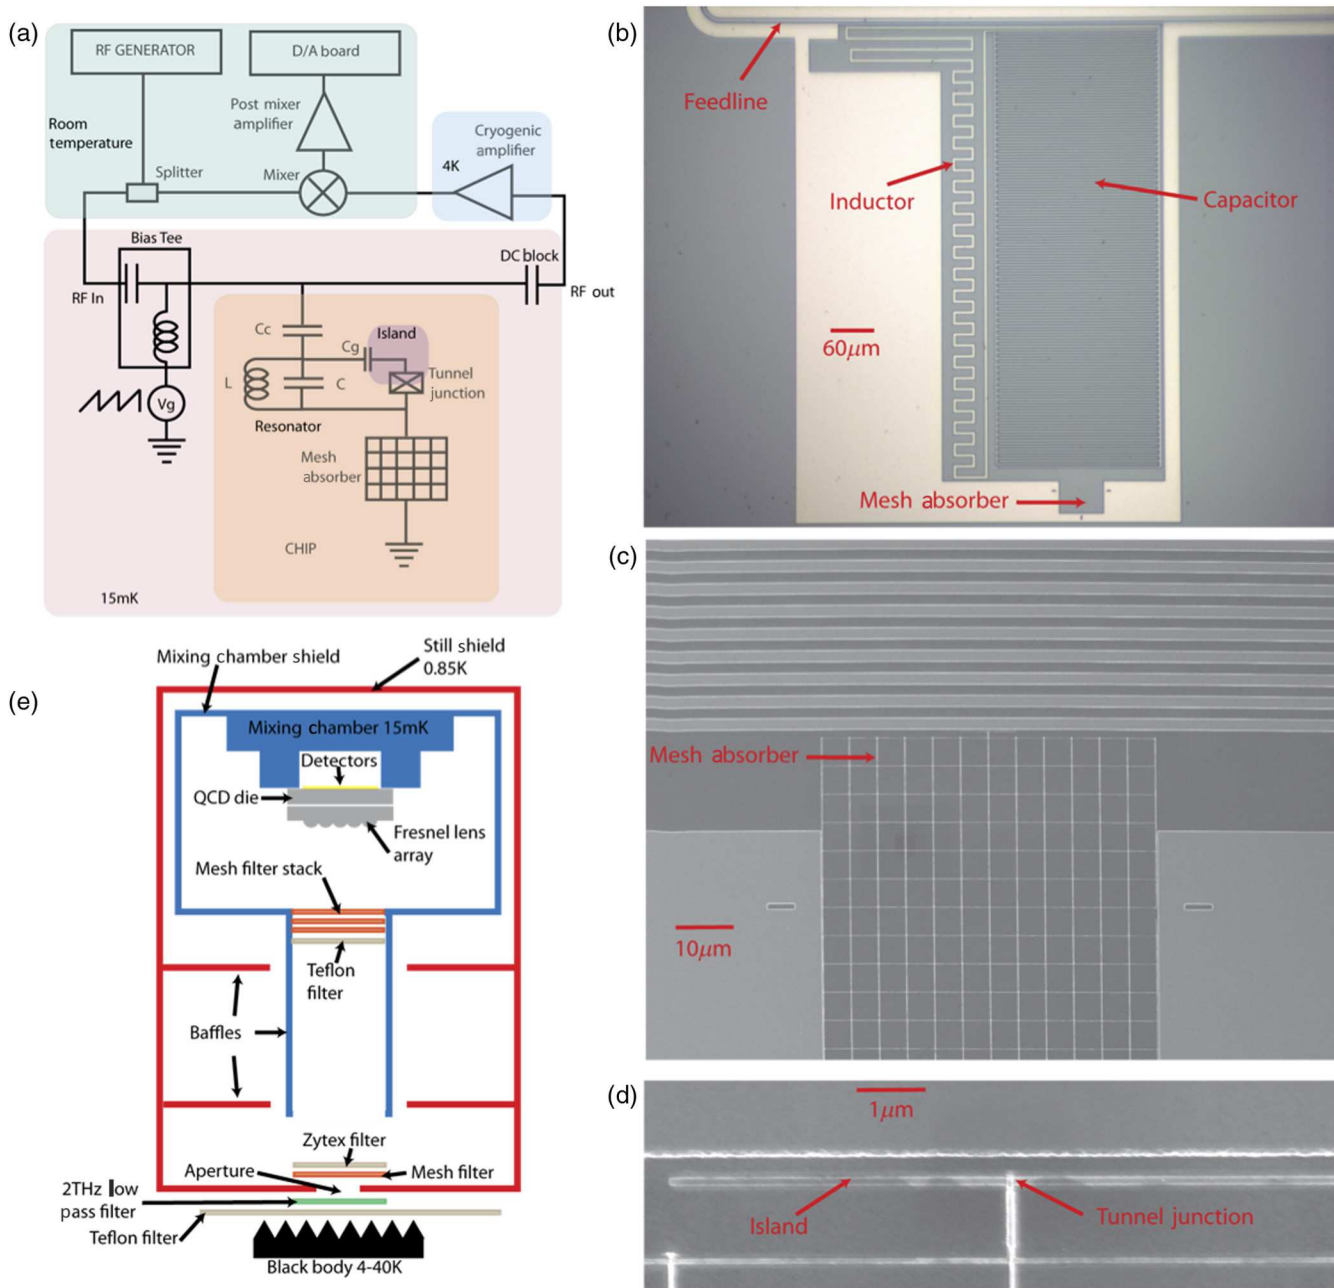 (a)
RF GENERATOR
D/A board
Post mixer
amplifier
Room
temperature
Splitter
Mixer
Cryogenic
amplifier
4K
Bias Tee
DC block
RF In
RF out
Cc
Island
Cg
L
C
Tunnel
junction
Vg
Resonator
Mesh
absorber
CHIP
15mK
(b)
Feedline
Inductor
Capacitor
60μm
Mesh absorber
(c)
Mesh absorber
10μm
(d)
1μm
Island
Tunnel junction
(e)
Mixing chamber shield
Still shield
0.85K
Mixing chamber 15mK
Detectors
QCD die
Fresnel lens
array
Mesh filter stack
Teflon
filter
Baffles
Zytex filter
Aperture
Mesh filter
2THz low
pass filter
Teflon filter
Black body 4-40K